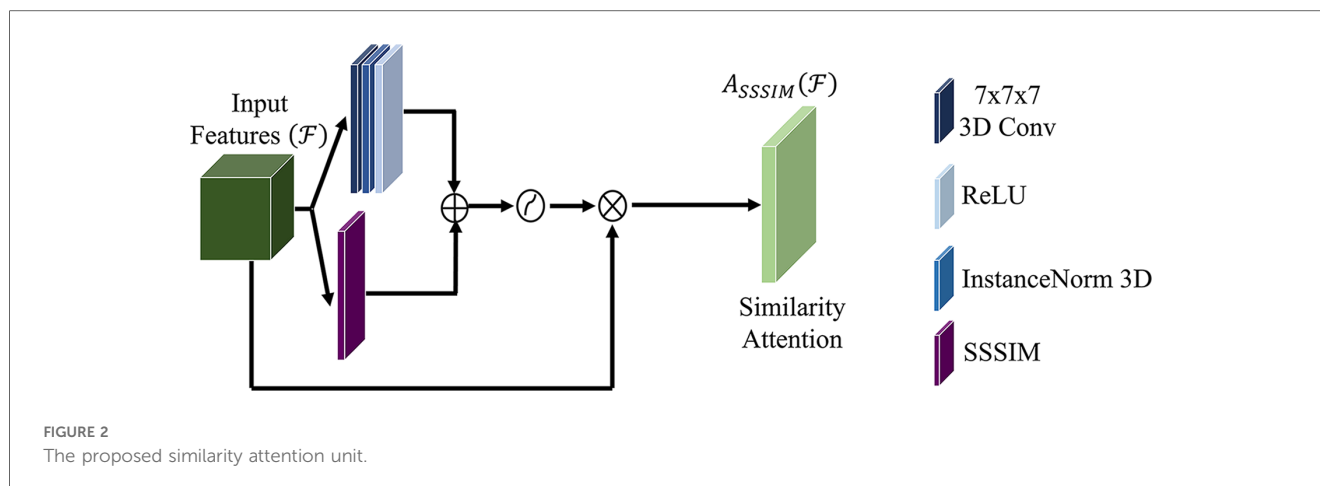 Input
Features (ℱ)
A_SSSIM(ℱ)
Similarity
Attention
7x7x7
3D Conv
ReLU
InstanceNorm 3D
SSSIM
FIGURE 2
The proposed similarity attention unit.